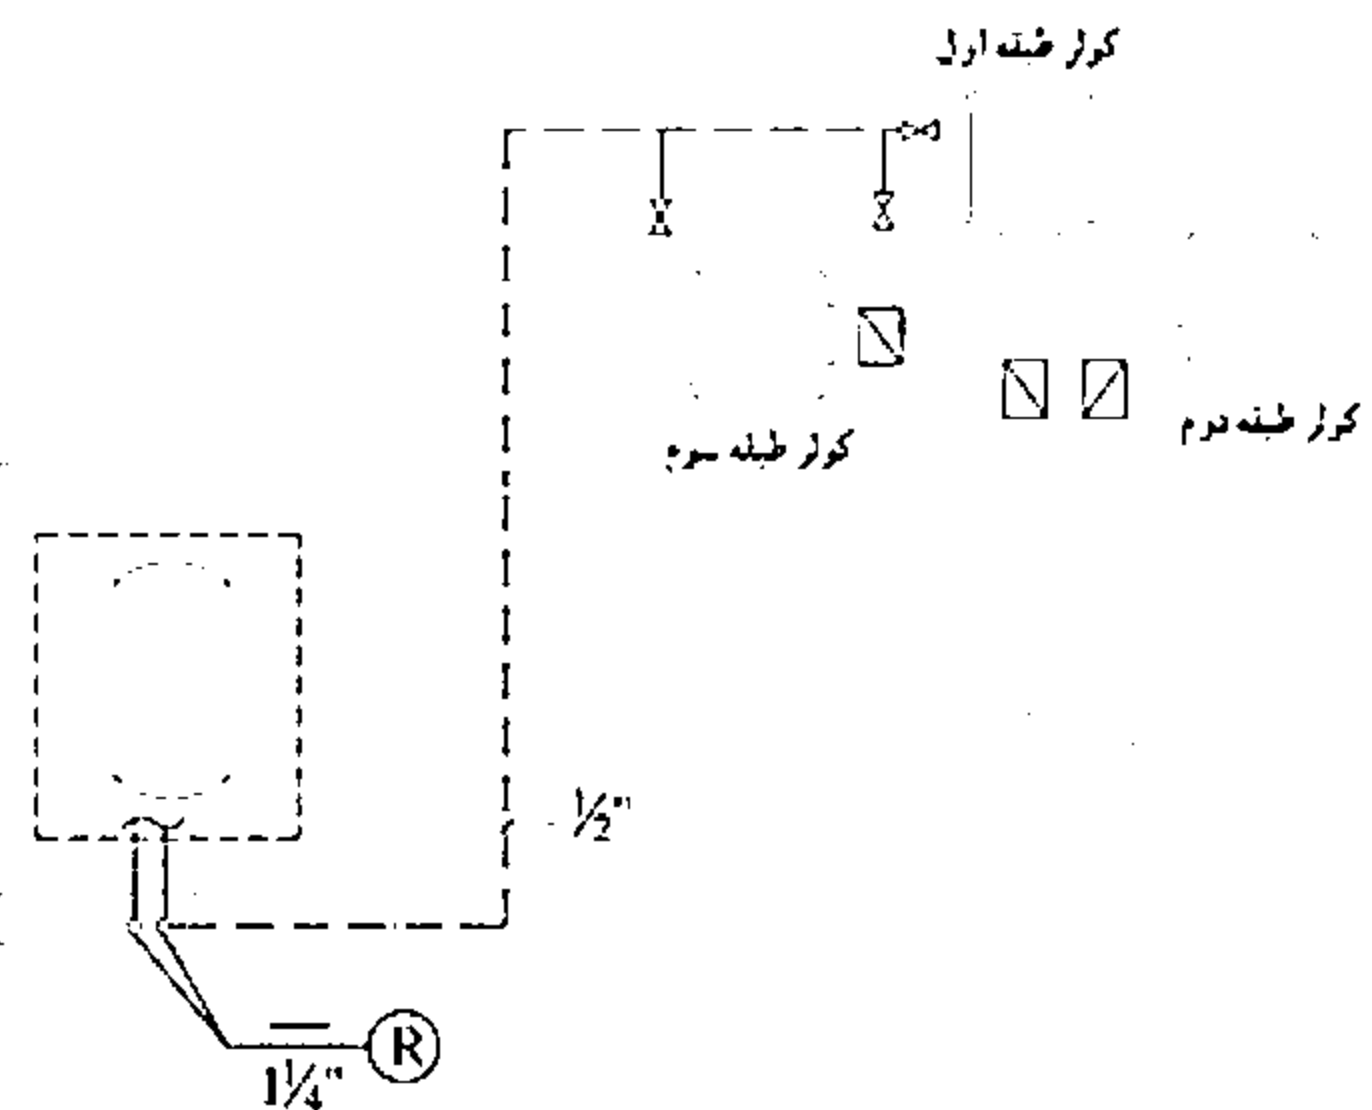 کولر طبقه اول
کولر طبقه دوم
کولر طبقه سوم
½"
R
1¼"